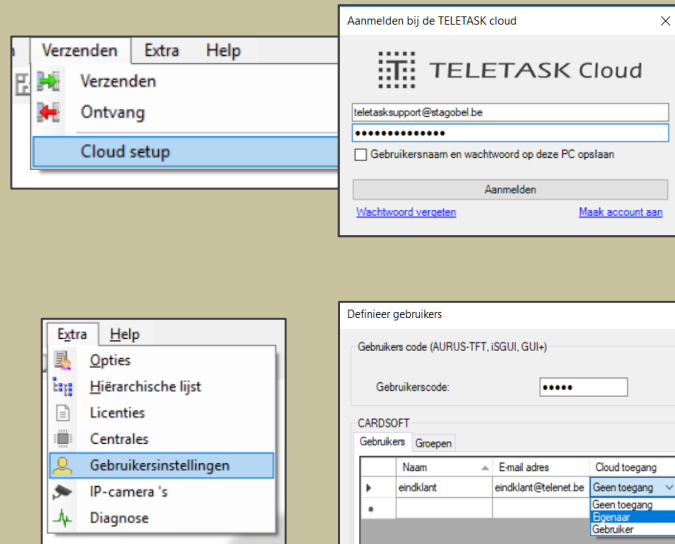 Verzenden Extra Help
Verzenden
Ontvang
Cloud setup
Aanmelden bij de TELETASK cloud
TELETASK Cloud
teletasksupport@stagobel.be
Gebruikersnaam en wachtwoord op deze PC opslaan
Aanmelden
Wachtwoord vergeten Maak account aan
Extra Help
Opties
Hiërarchische lijst
Licenties
Centrales
Gebruikersinstellingen
IP-camera 's
Diagnose
Definieer gebruikers
Gebruikers code (AURUS-TFT, iSGUI, GUI+)
Gebruikerscode:
CARDSOFT
Gebruikers Groepen
Naam E-mail adres Cloud toegang
eindklant eindklant@telenet.be Geen toegang
Geen toegang
Eigenaar
Gebruiker